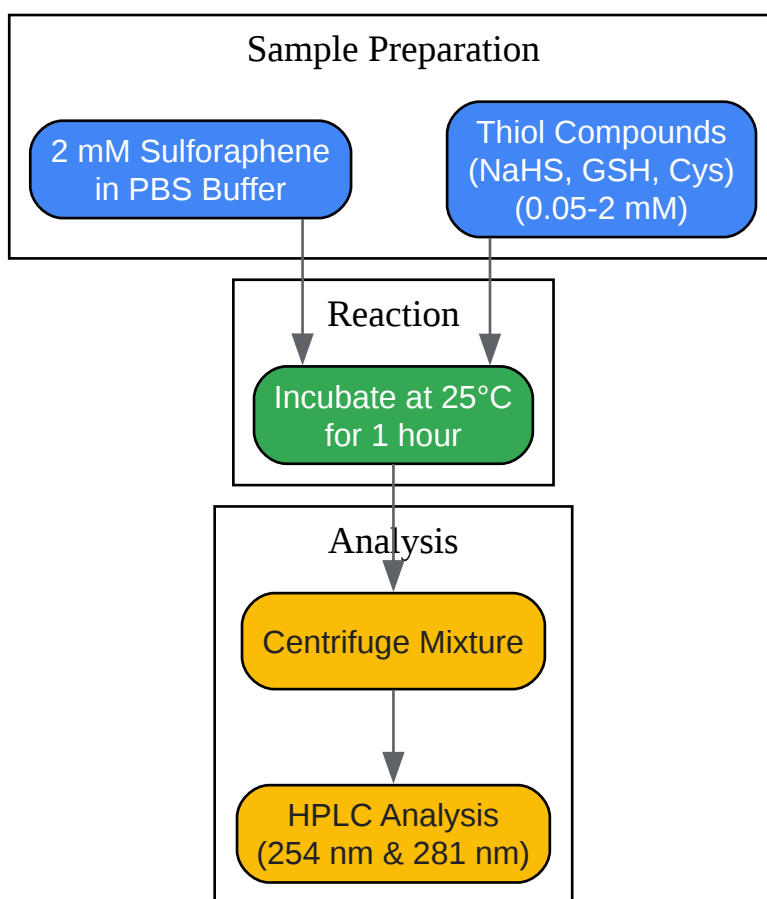 Sample Preparation
2 mM Sulforaphene
in PBS Buffer
Thiol Compounds
(NaHS, GSH, Cys)
(0.05-2 mM)
Reaction
Incubate at 25°C
for 1 hour
Analysis
Centrifuge Mixture
HPLC Analysis
(254 nm & 281 nm)